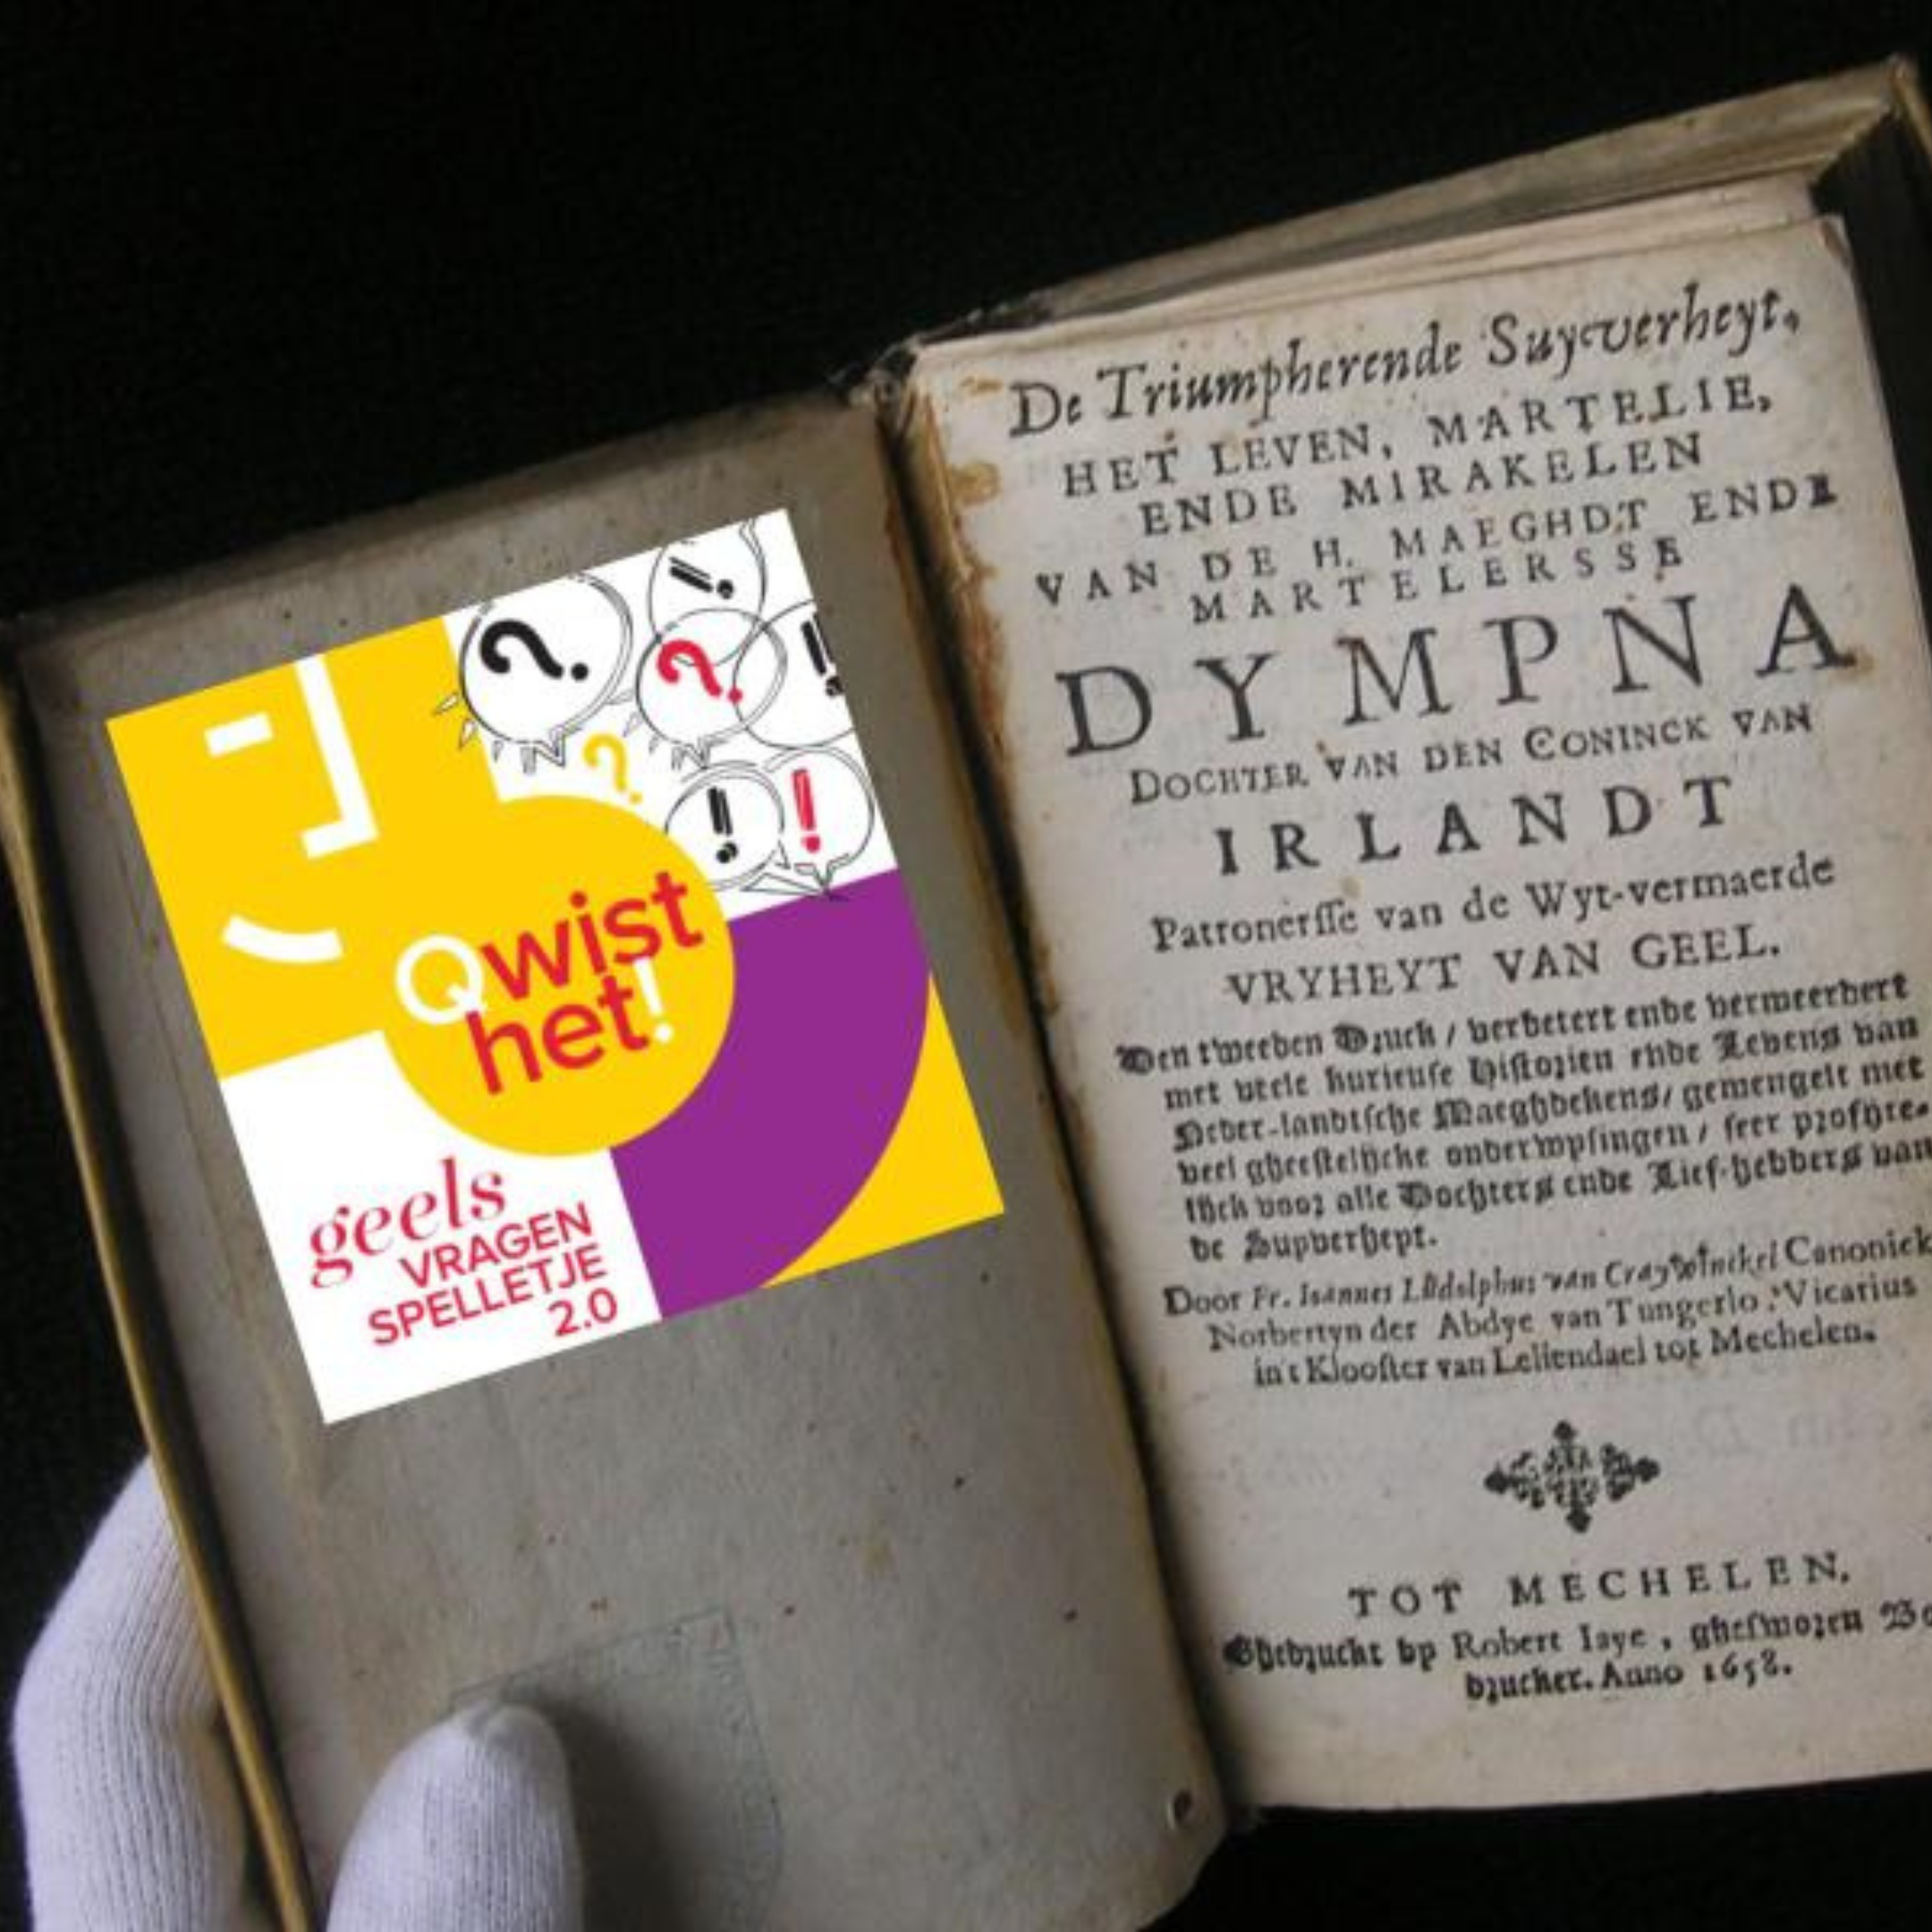 Qwist
het!
geels
VRAGEN
SPELLETJE
2.0
De Triumpherende Suyverheyt.
HET LEVEN, MARTELIE,
ENDE MIRAKELEN
VAN DE H. MAEGHDT ENDE
MARTELERSSE
DYMPNA
DOCHTER VAN DEN CONINCK VAN
IRLANDT
Patronersse van de Wyt-vermaerde
VRYHEYT VAN GEEL.
Den tweeden Druck / verbetert ende vermeerdert
met veele kurieuse Historien ende Levens van
Neder-landtsche Maeghdekens, gemengelt met
veel gheestelijcke onderwysingen / seer profijte-
lijck voor alle Dochters ende Lief-hebbers van
de Suyverheyt.
Door Fr. Ioannes Lüdolphus van Craywinckel Canonick
Norbertyn der Abdye van Tungerlo. Vicarius
in't Klooster van Leliendael tot Mechelen.
TOT MECHELEN,
Ghedruckt by Robert Iaye, ghesworen
drucker. Anno 1658.